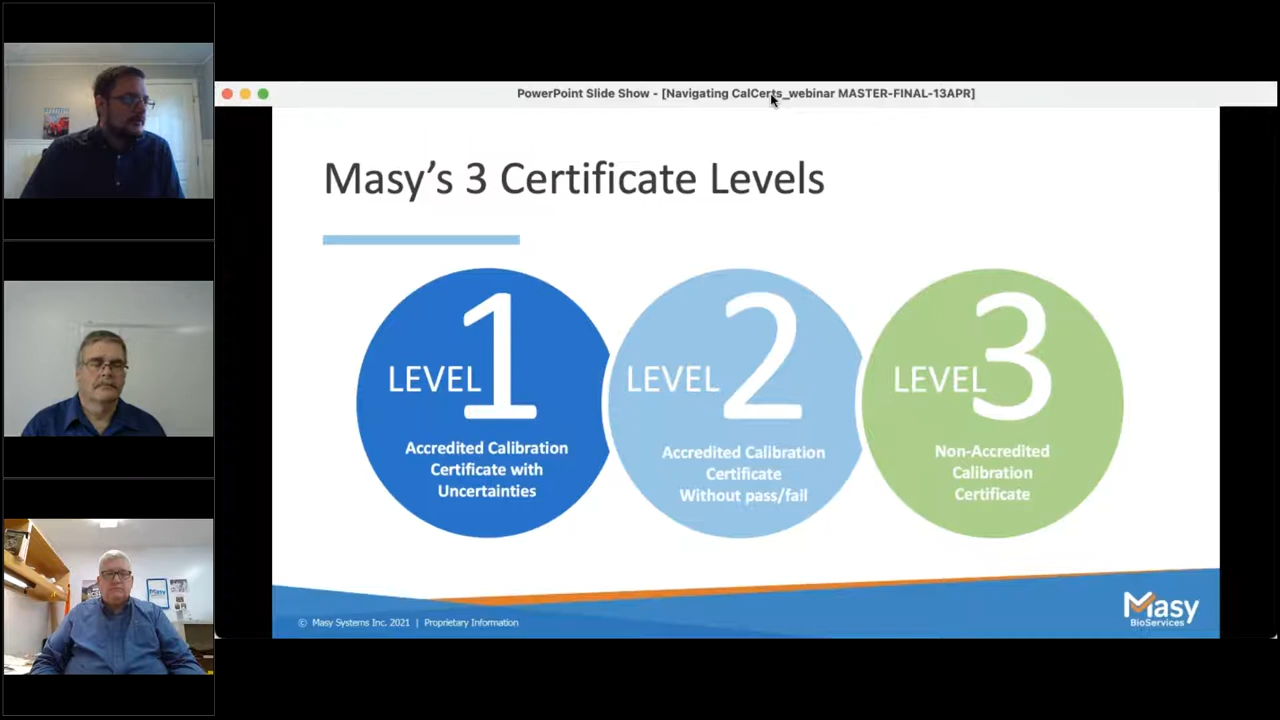 PowerPoint Slide Show - [Navigating CalCerts_webinar MASTER-FINAL-13APR]
Masy's 3 Certificate Levels
LEVEL 1
Accredited Calibration
Certificate with
Uncertainties
LEVEL 2
Accredited Calibration
Certificate
Without pass/fail
LEVEL 3
Non-Accredited
Calibration
Certificate
© Masy Systems Inc. 2021 | Proprietary Information
Masy
BioServices
Masy